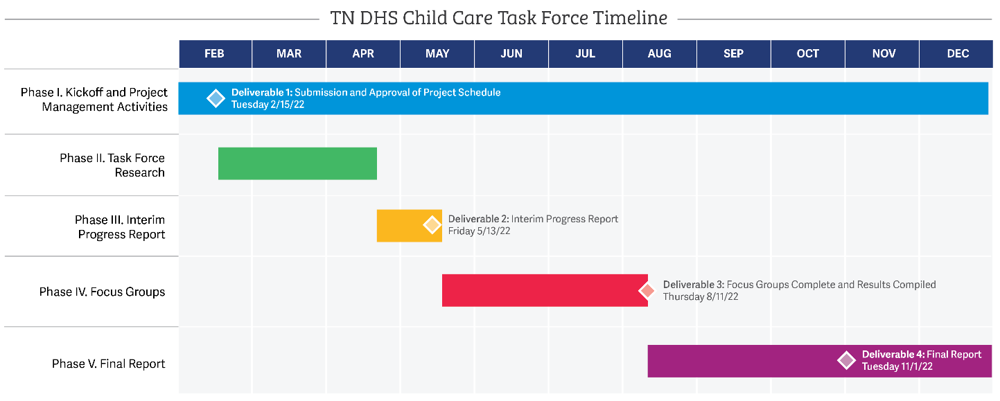 TN DHS Child Care Task Force Timeline
FEB MAR APR MAY JUN JUL AUG SEP OCT NOV DEC
Phase I. Kickoff and Project
Management Activities
Deliverable 1: Submission and Approval of Project Schedule
Tuesday 2/15/22
Phase II. Task Force
Research
Phase III. Interim
Progress Report
Deliverable 2: Interim Progress Report
Friday 5/13/22
Phase IV. Focus Groups
Deliverable 3: Focus Groups Complete and Results Compiled
Thursday 8/11/22
Phase V. Final Report
Deliverable 4: Final Report
Tuesday 11/1/22